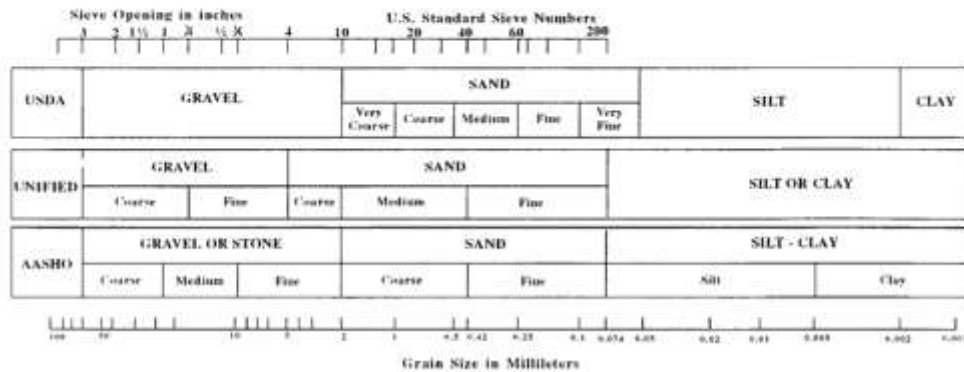 Sieve Opening in inches U.S. Standard Sieve Numbers
3 2 1½ 1 ¾ ½ ⅜ 4 10 20 40 60 200
USDA GRAVEL SAND SILT CLAY
Very Coarse Coarse Medium Fine Very Fine
UNIFIED GRAVEL SAND SILT OR CLAY
Coarse Fine Coarse Medium Fine
AASHO GRAVEL OR STONE SAND SILT - CLAY
Coarse Medium Fine Coarse Fine Silt Clay
100 50 10 5 2 1 0.5 0.42 0.25 0.1 0.074 0.05 0.02 0.01 0.005 0.002 0.001
Grain Size in Millileters